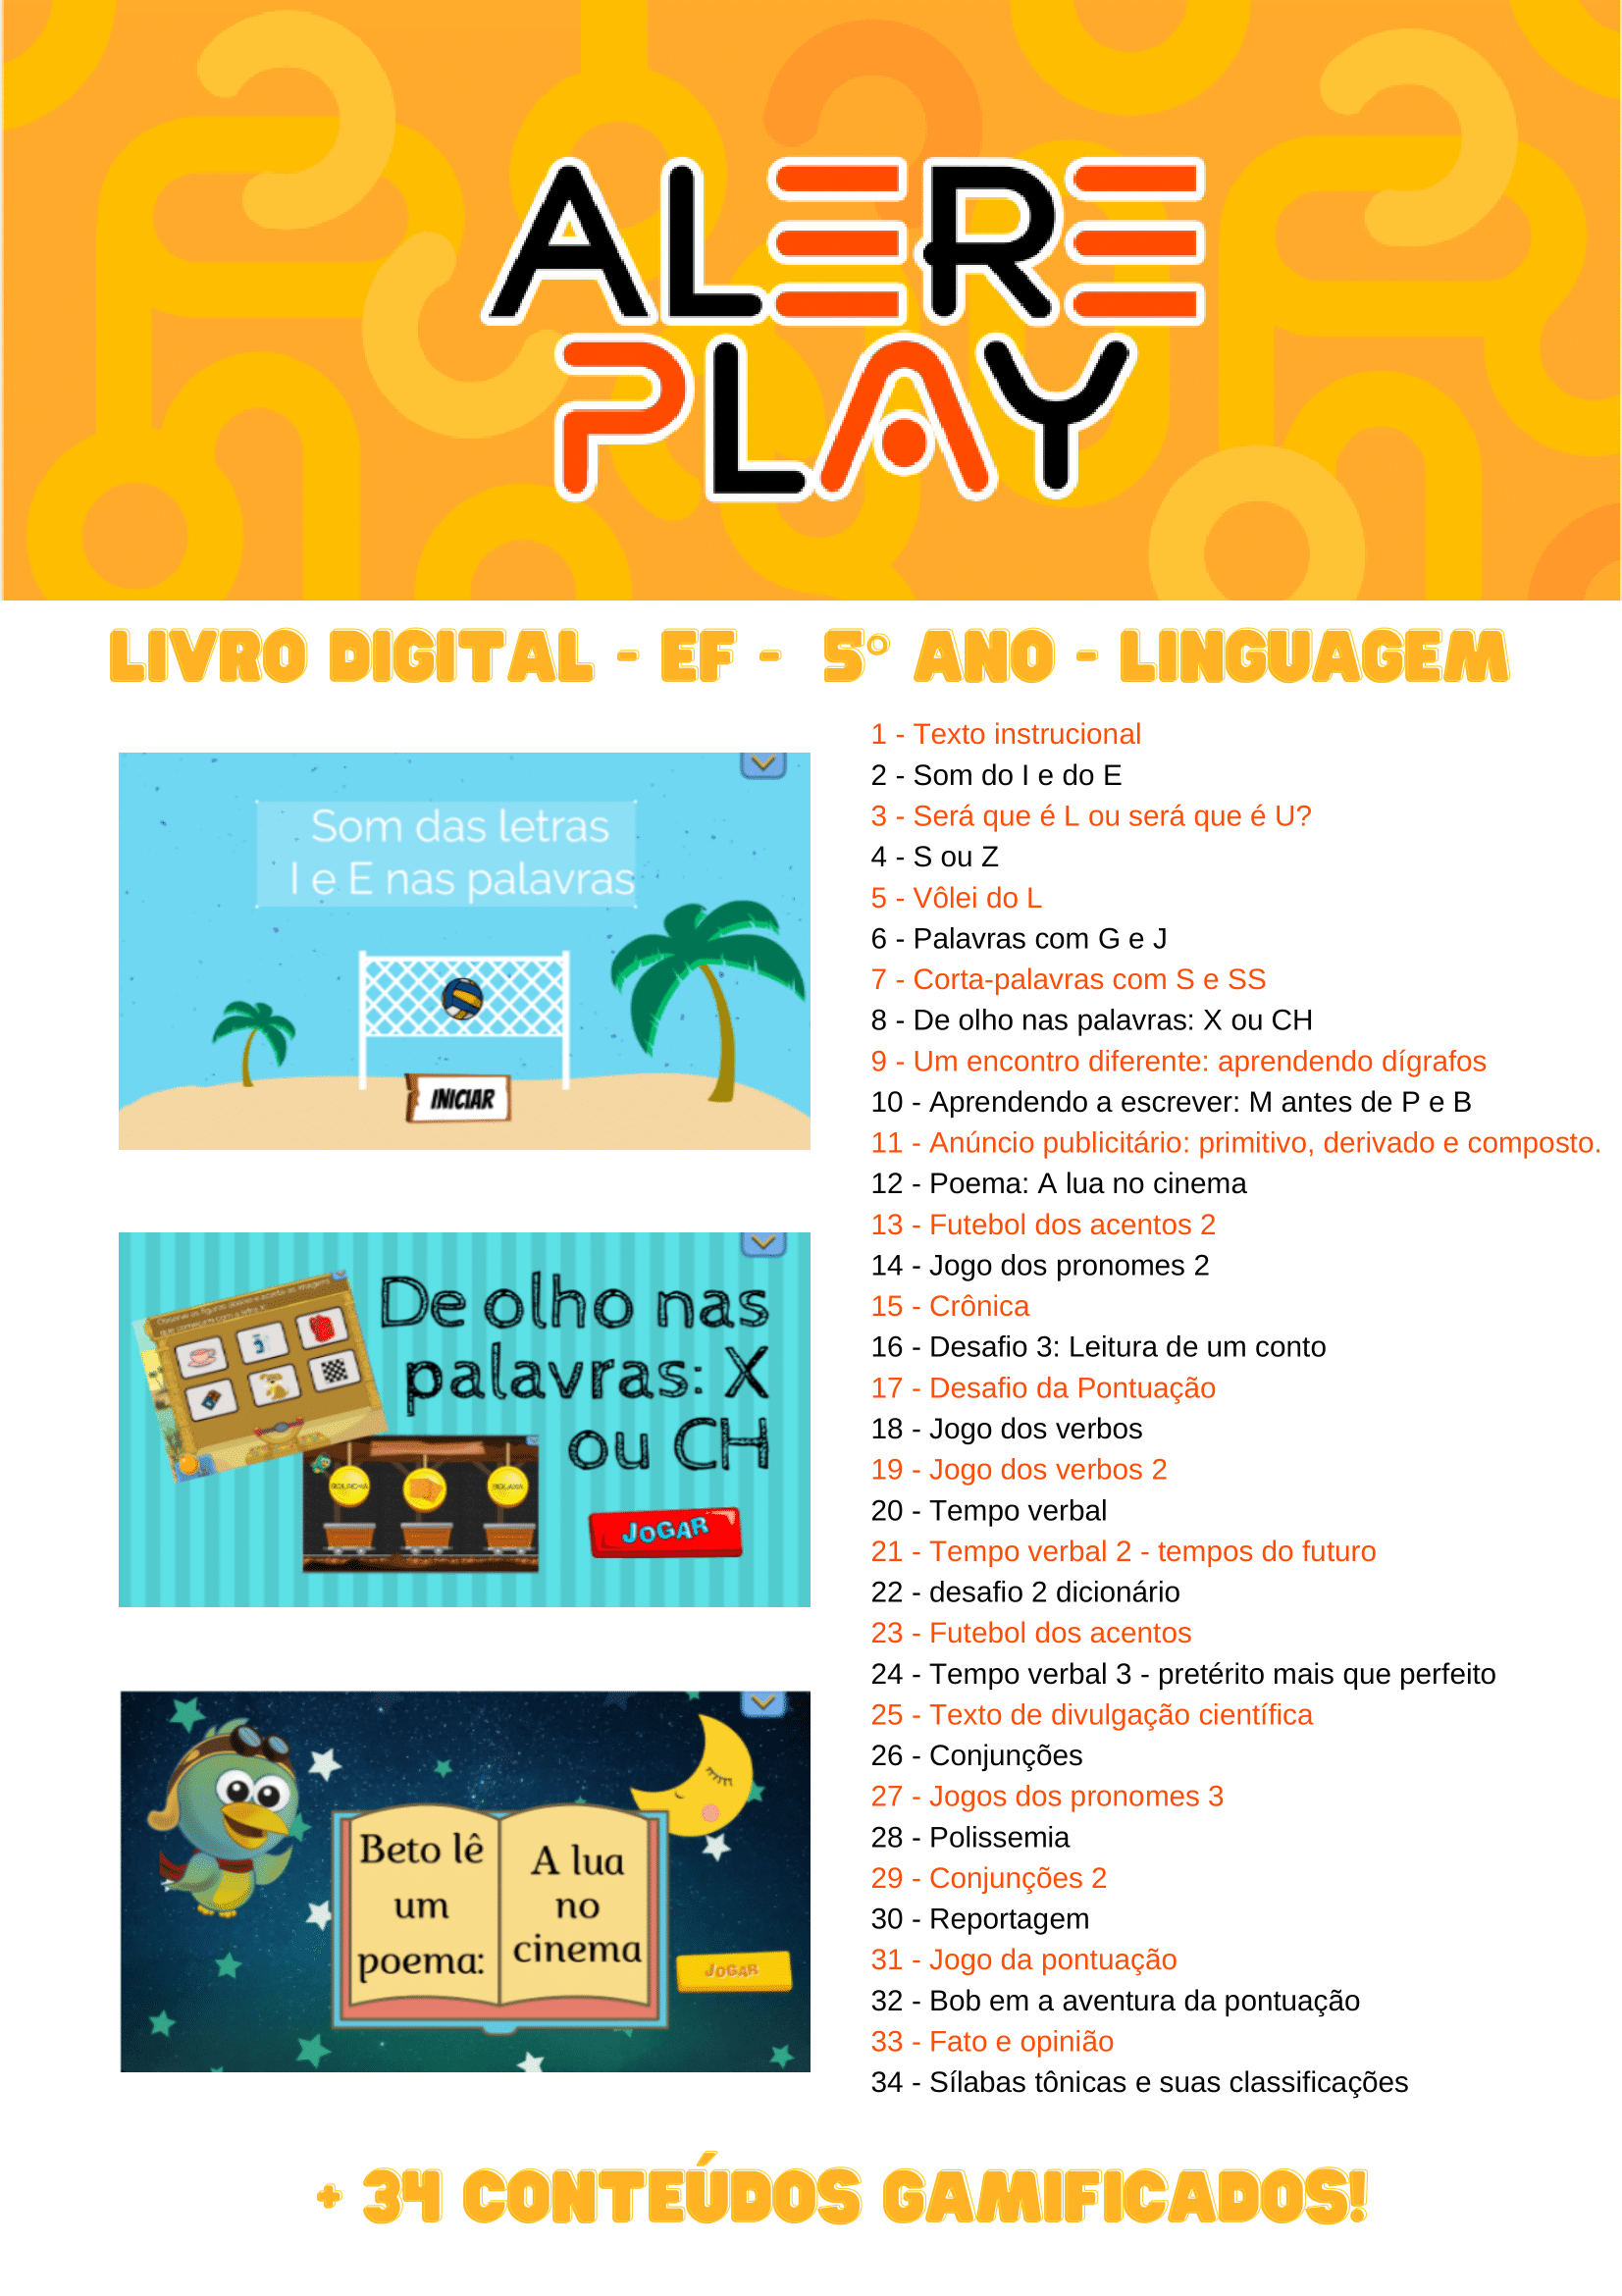 ALERE
PLAY
LIVRO DIGITAL - EF - 5° ANO - LINGUAGEM
Som das letras
I e E nas palavras
INICIAR
De olho nas
palavras: X
ou CH
BOLACHA
BOLAXA
JOGAR
Beto lê
um
poema:
A lua
no
cinema
JOGAR
1 - Texto instrucional
2 - Som do I e do E
3 - Será que é L ou será que é U?
4 - S ou Z
5 - Vôlei do L
6 - Palavras com G e J
7 - Corta-palavras com S e SS
8 - De olho nas palavras: X ou CH
9 - Um encontro diferente: aprendendo dígrafos
10 - Aprendendo a escrever: M antes de P e B
11 - Anúncio publicitário: primitivo, derivado e composto.
12 - Poema: A lua no cinema
13 - Futebol dos acentos 2
14 - Jogo dos pronomes 2
15 - Crônica
16 - Desafio 3: Leitura de um conto
17 - Desafio da Pontuação
18 - Jogo dos verbos
19 - Jogo dos verbos 2
20 - Tempo verbal
21 - Tempo verbal 2 - tempos do futuro
22 - desafio 2 dicionário
23 - Futebol dos acentos
24 - Tempo verbal 3 - pretérito mais que perfeito
25 - Texto de divulgação científica
26 - Conjunções
27 - Jogos dos pronomes 3
28 - Polissemia
29 - Conjunções 2
30 - Reportagem
31 - Jogo da pontuação
32 - Bob em a aventura da pontuação
33 - Fato e opinião
34 - Sílabas tônicas e suas classificações
+ 34 CONTEÚDOS GAMIFICADOS!